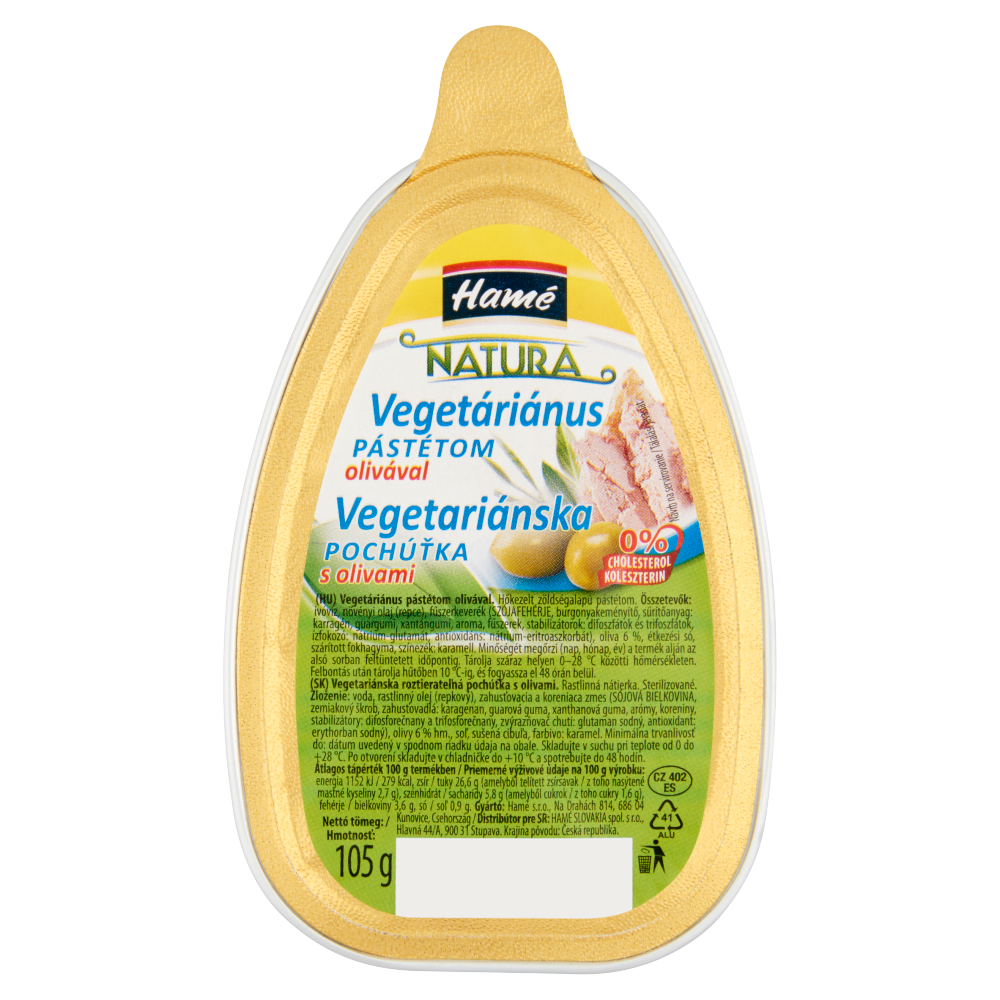 Hamé
NATURA
Vegetáriánus
PÁSTÉTOM
olivával
Návrh na servírovanie /
Vegetariánska
POCHÚŤKA
s olivami
0%
CHOLESTEROL
KOLESZTERIN
(HU) Vegetáriánus pástétom olivával. Hőkezelt zöldségalapú pástétom. Összetevők:
ivóvíz, növényi olaj (repce), fűszerkeverék (SZÓJAFEHÉRJE, burgonyakeményítő, sűrítőanyag:
karragén, guargumi, xantángumi, aroma, fűszerek, stabilizátorok: difoszfátok és trifoszfátok,
ízfokozó: nátrium-glutamát, antioxidáns: nátrium-eritroaszkorbát), olíva 6 %, étkezési só,
szárított fokhagyma, színezék: karamell. Minőségét megőrzi (nap, hónap, év) a termék alján az
alsó sorban feltüntetett időpontig. Tárolja száraz helyen 0–28 °C közötti hőmérsékleten.
Felbontás után tárolja hűtőben 10 °C-ig, és fogyassza el 48 órán belül.
(SK) Vegetariánska roztierateľná pochúťka s olivami. Rastlinná nátierka. Sterilizované.
Zloženie: voda, rastlinný olej (repkový), zahusťovacia a koreniaca zmes (SÓJOVÁ BIELKOVINA,
zemiakový škrob, zahusťovadlá: karagenan, guarová guma, xanthanová guma, arómy, koreniny,
stabilizátory: difosforečnany a trifosforečnany, zvýrazňovač chuti: glutaman sodný, antioxidant:
erythorban sodný), olivy 6 % hm., soľ, sušená cibuľa, farbivo: karamel. Minimálna trvanlivosť
do: dátum uvedený v spodnom riadku údaja na obale. Skladujte v suchu pri teplote od 0 do
+28 °C. Po otvorení skladujte v chladničke do +10 °C a spotrebujte do 48 hodín.
Átlagos tápérték 100 g termékben / Priemerné výživové údaje na 100 g výrobku:
energia 1152 kJ / 279 kcal, zsír / tuky 26,6 g (amelyből telített zsírsavak / z toho nasýtené
mastné kyseliny 2,7 g), szénhidrát / sacharidy 5,8 g (amelyből cukrok / z toho cukry 1,6 g),
fehérje / bielkoviny 3,6 g, só / soľ 0,9 g. Gyártó: Hamé s.r.o., Na Drahách 814, 686 04
Kunovice, Csehország / Distribútor pre SR: HAMÉ SLOVAKIA spol. s r.o.,
Hlavná 44/A, 900 31 Stupava. Krajina pôvodu: Česká republika.
Nettó tömeg: /
Hmotnosť:
105 g
CZ 402
ES
41
ALU